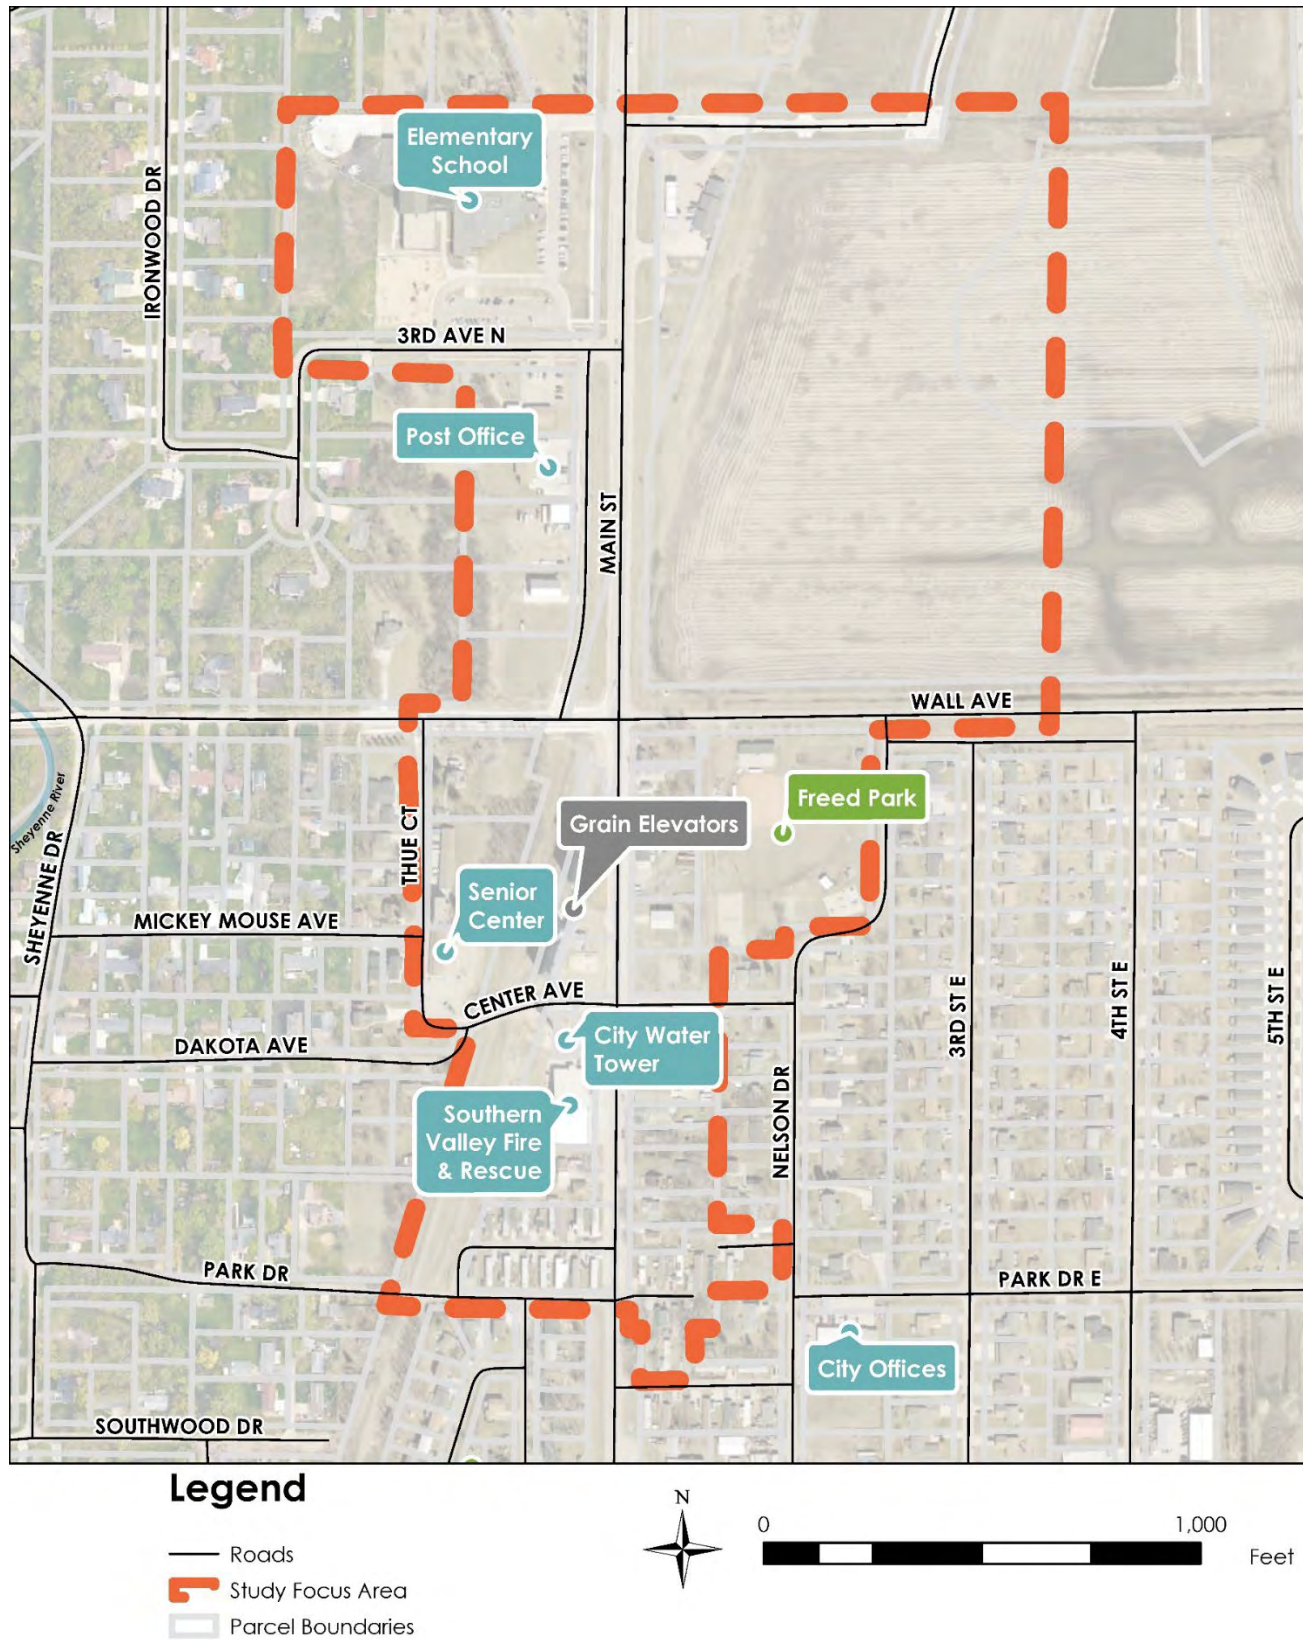 Elementary
School
IRONWOOD DR
3RD AVE N
Post Office
MAIN ST
WALL AVE
Freed Park
Grain Elevators
THUE CT
Sheyenne River
SHEYENNE DR
Senior
Center
MICKEY MOUSE AVE
CENTER AVE
3RD ST E
4TH ST E
5TH ST E
City Water
Tower
DAKOTA AVE
NELSON DR
Southern
Valley Fire
& Rescue
PARK DR
PARK DR E
City Offices
SOUTHWOOD DR
Legend
Roads
Study Focus Area
Parcel Boundaries
N
0
1,000
Feet